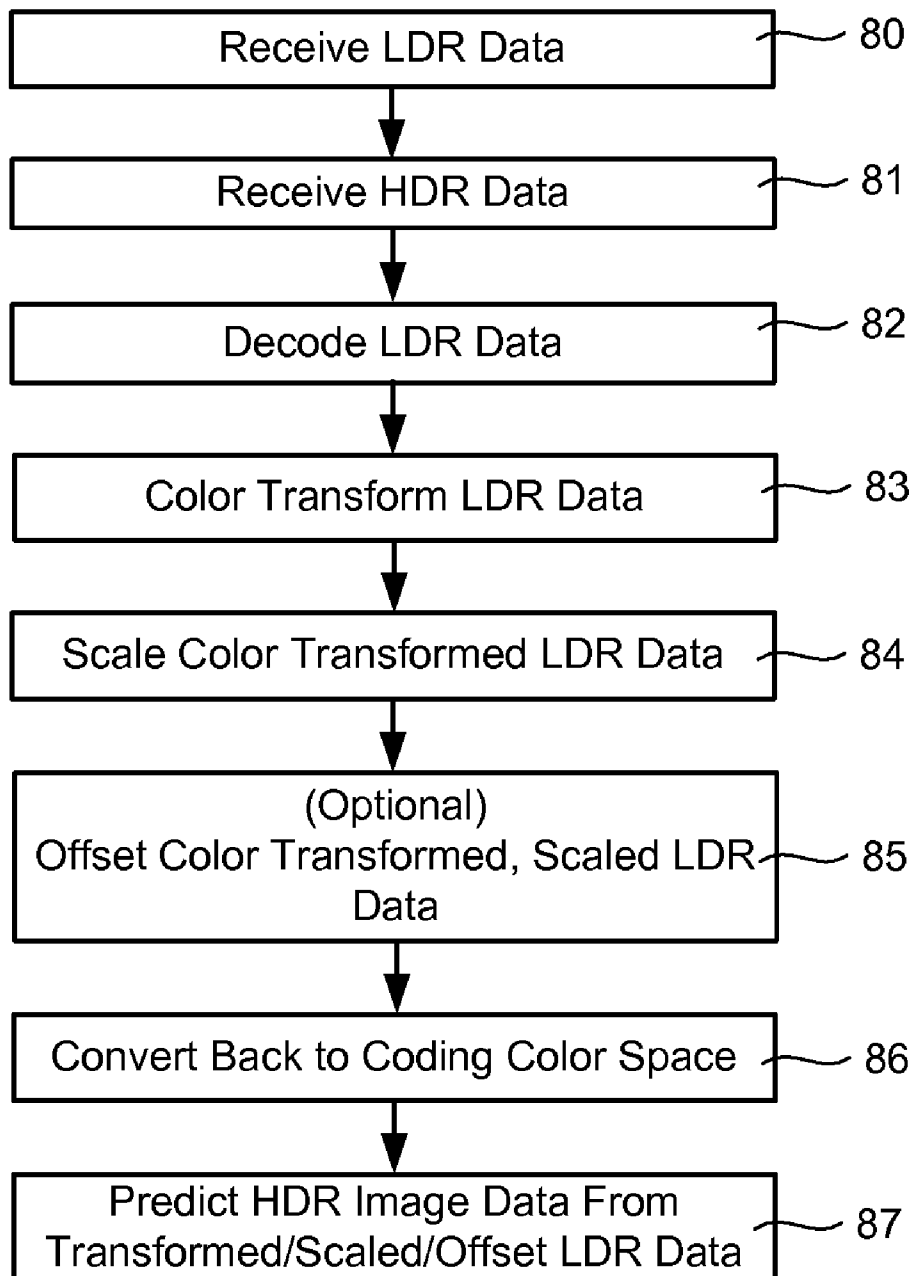 Receive LDR Data 80
Receive HDR Data 81
Decode LDR Data 82
Color Transform LDR Data 83
Scale Color Transformed LDR Data 84
(Optional)
Offset Color Transformed, Scaled LDR 85
Data
Convert Back to Coding Color Space 86
Predict HDR Image Data From 87
Transformed/Scaled/Offset LDR Data